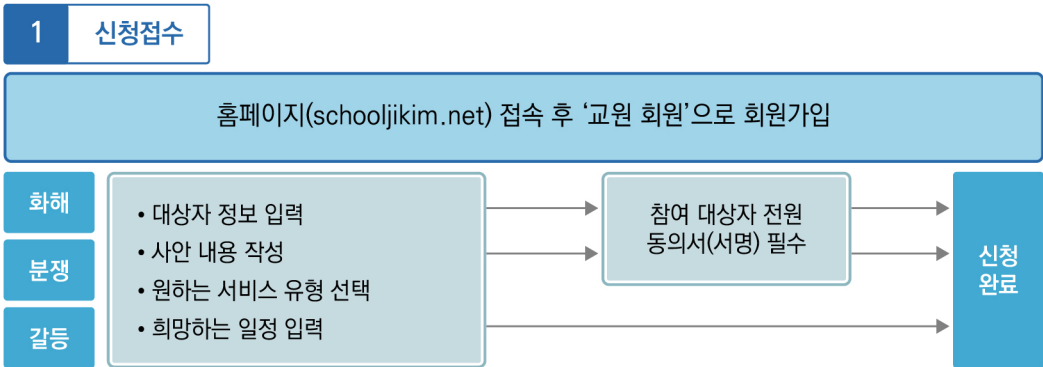 1 신청접수
홈페이지(schooljikim.net) 접속 후 ‘교원 회원’으로 회원가입
화해
분쟁
갈등
• 대상자 정보 입력
• 사안 내용 작성
• 원하는 서비스 유형 선택
• 희망하는 일정 입력
참여 대상자 전원
동의서(서명) 필수
신청
완료